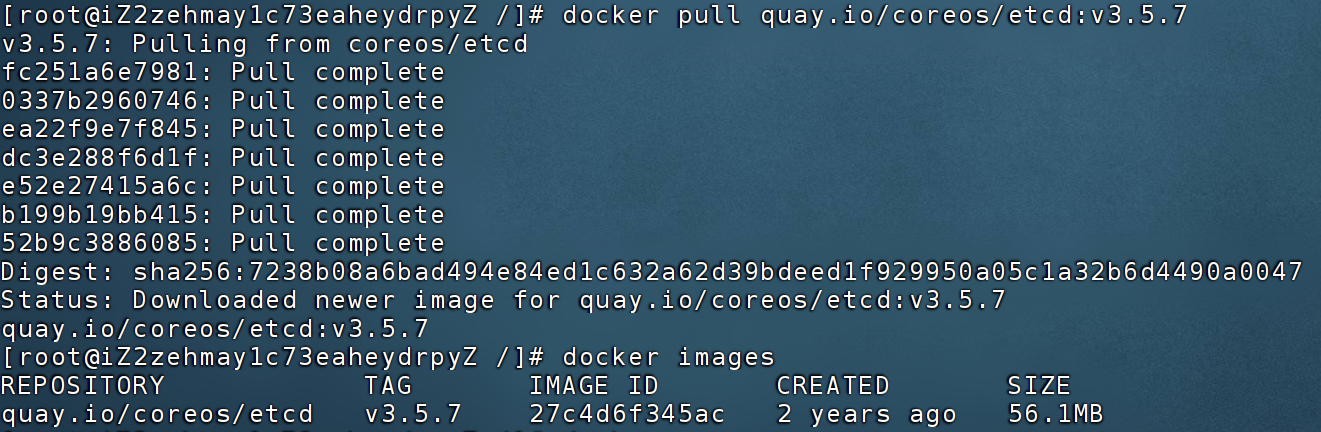 [root@iZ2zehmay1c73eaheydrpyZ /]# docker pull quay.io/coreos/etcd:v3.5.7
v3.5.7: Pulling from coreos/etcd
fc251a6e7981: Pull complete
0337b2960746: Pull complete
ea22f9e7f845: Pull complete
dc3e288f6d1f: Pull complete
e52e27415a6c: Pull complete
b199b19bb415: Pull complete
52b9c3886085: Pull complete
Digest: sha256:7238b08a6bad494e84ed1c632a62d39bdeed1f929950a05c1a32b6d4490a0047
Status: Downloaded newer image for quay.io/coreos/etcd:v3.5.7
quay.io/coreos/etcd:v3.5.7
[root@iZ2zehmay1c73eaheydrpyZ /]# docker images
REPOSITORY TAG IMAGE ID CREATED SIZE
quay.io/coreos/etcd v3.5.7 27c4d6f345ac 2 years ago 56.1MB